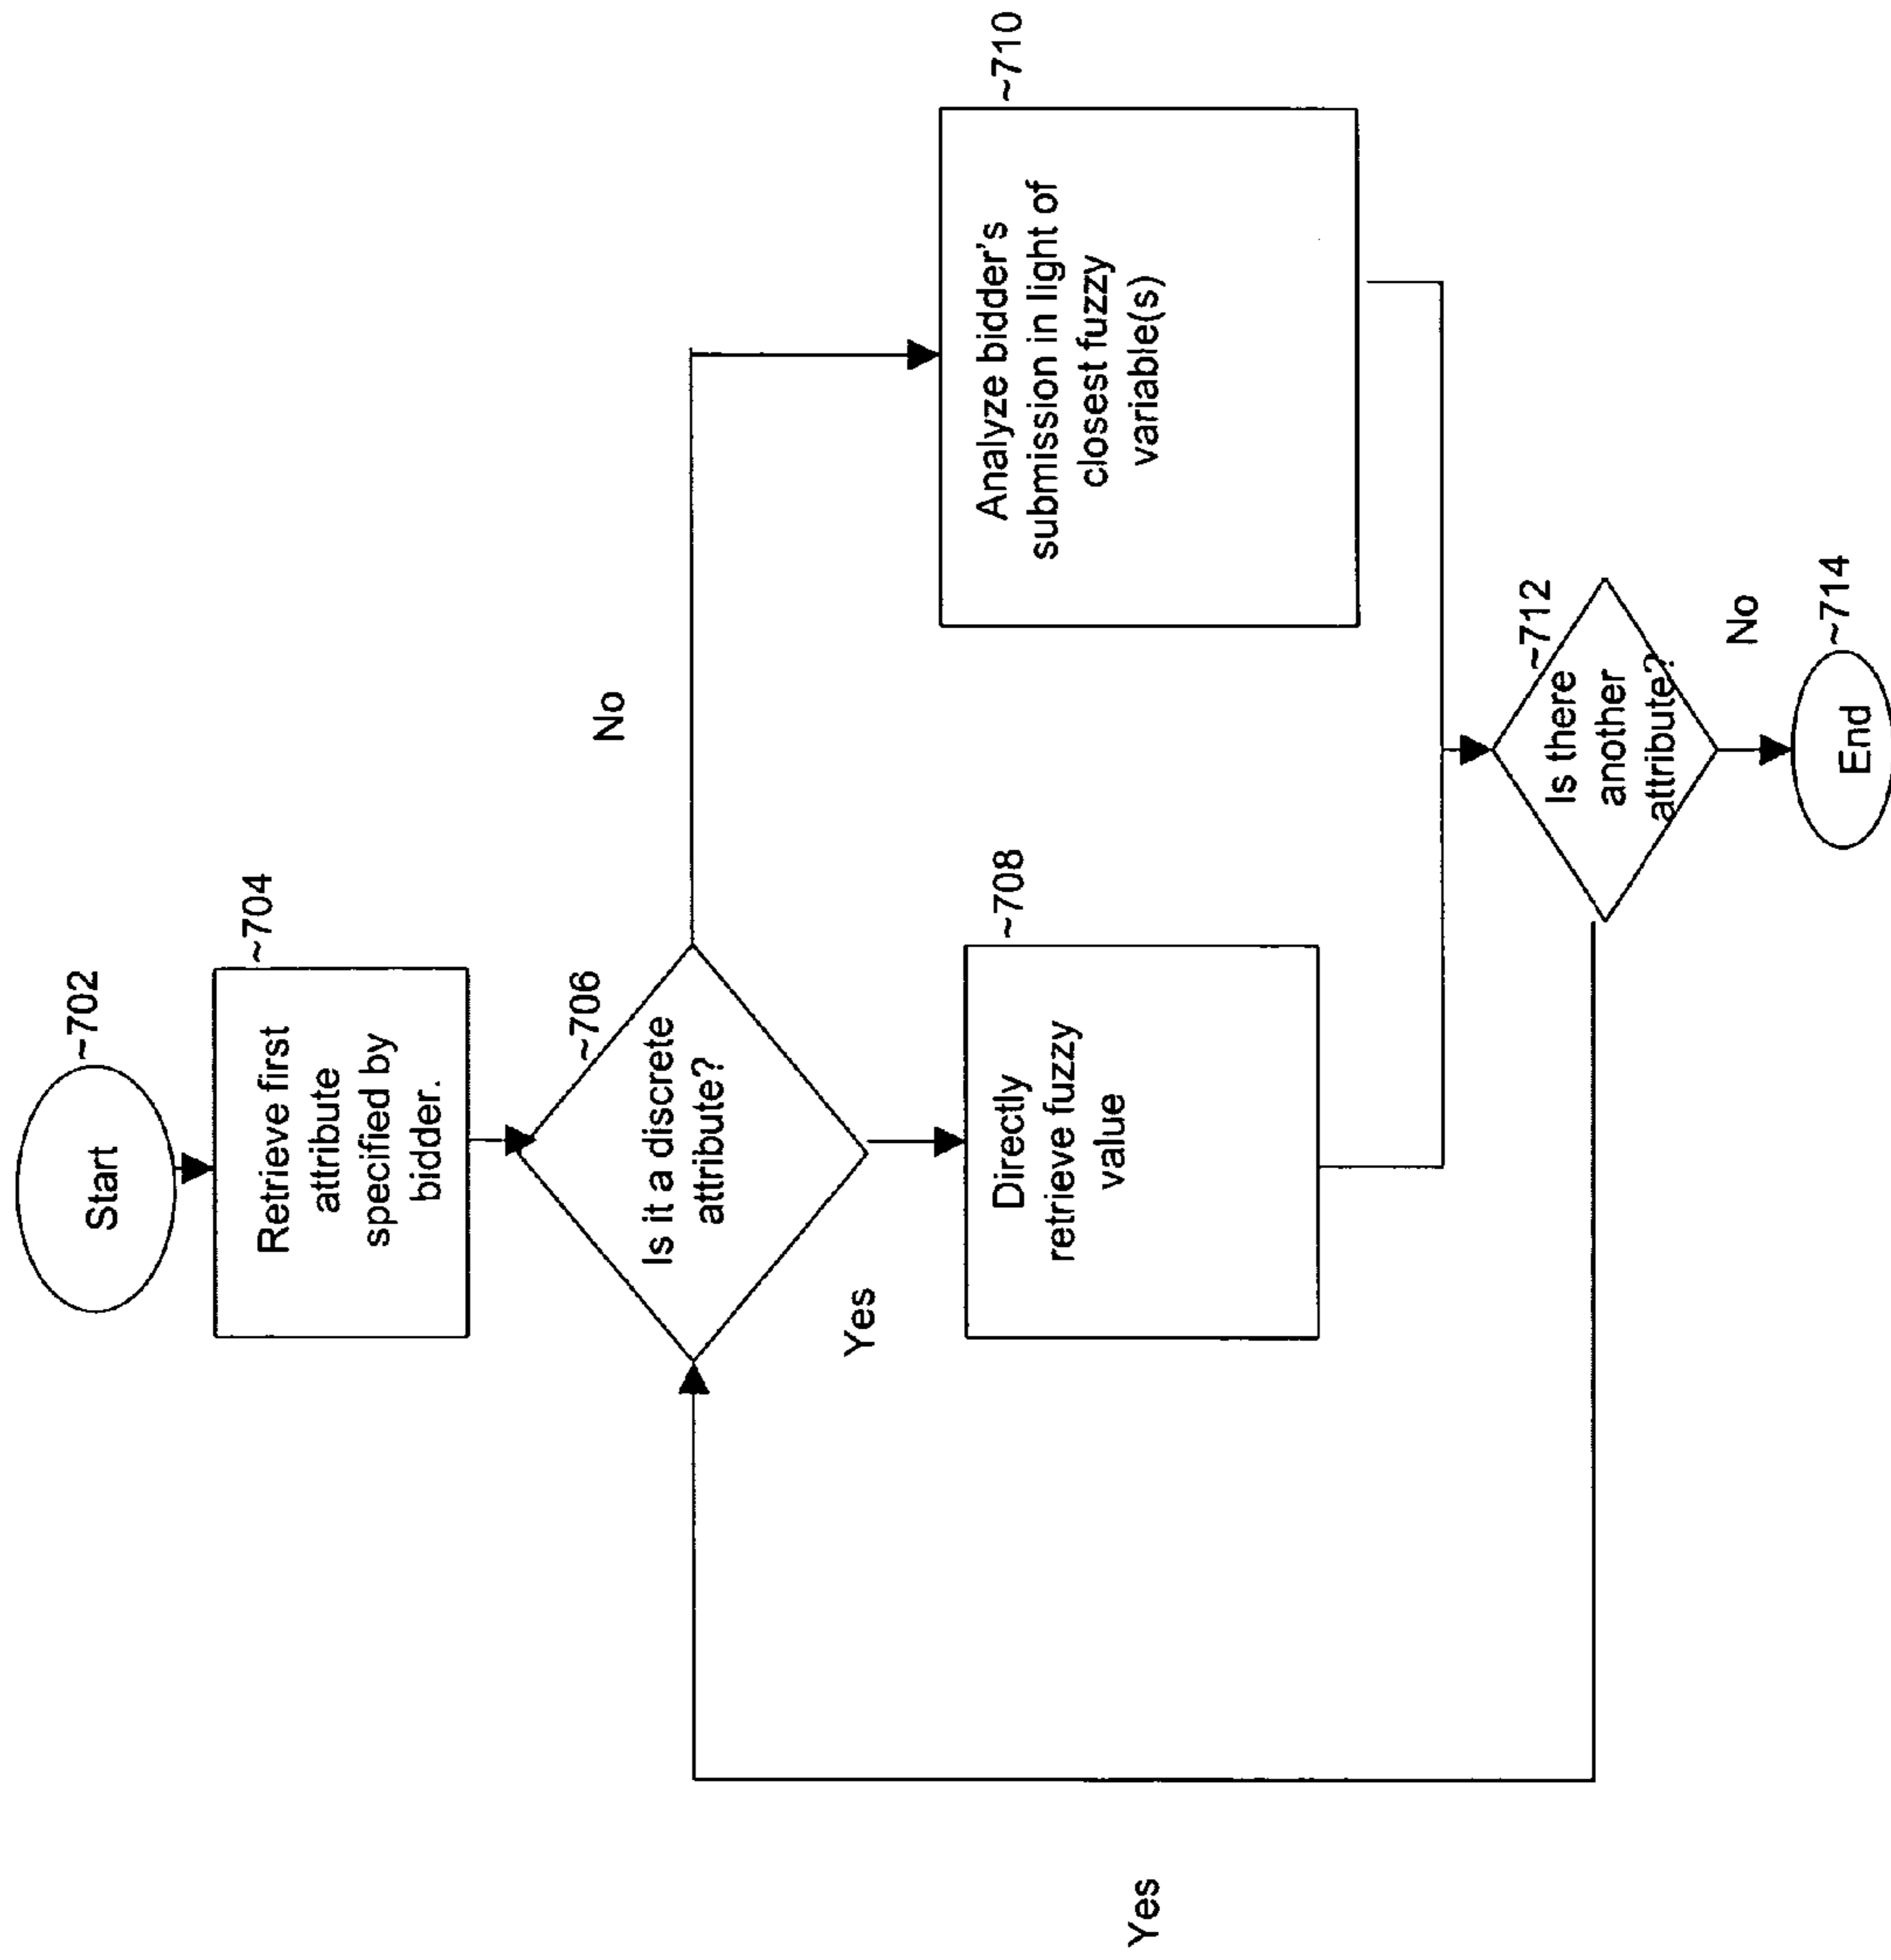 Start
~702
Retrieve first
attribute
specified by
bidder.
~704
Is it a discrete
attribute?
~706
No
Yes
Directly
retrieve fuzzy
value
~708
Analyze bidder's
submission in light of
closest fuzzy
variable(s)
~710
Is there
another
attribute?
~712
Yes
No
End
~714